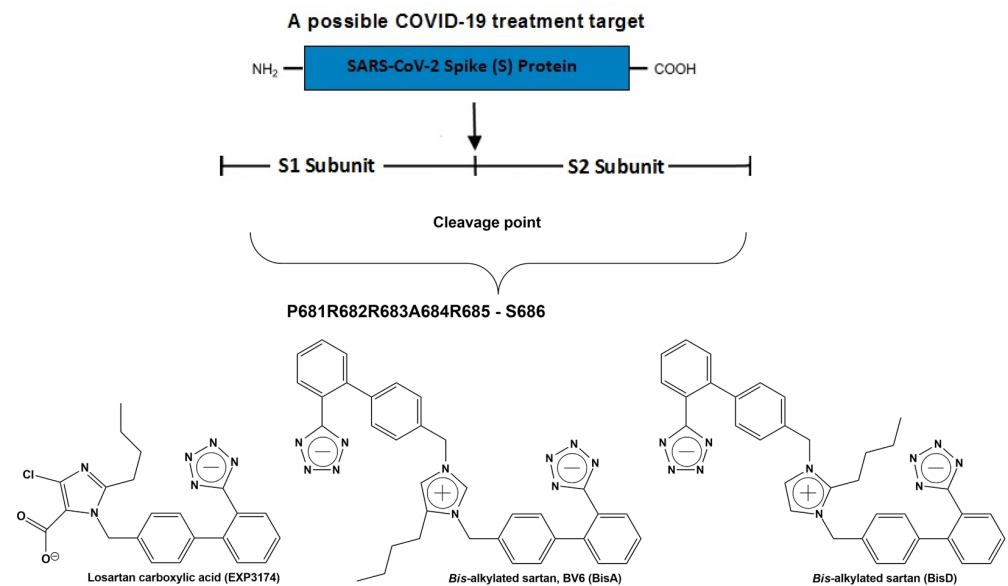 A possible COVID-19 treatment target
NH2 SARS-CoV-2 Spike (S) Protein COOH
S1 Subunit S2 Subunit
Cleavage point
P681R682R683A684R685 - S686
N N N N
N N
N N N N
Cl N N
O
O⊖
N N N N
+
N N
N N N N
N N N N
+
N N
N N N N
Losartan carboxylic acid (EXP3174)
Bis-alkylated sartan, BV6 (BisA)
Bis-alkylated sartan (BisD)